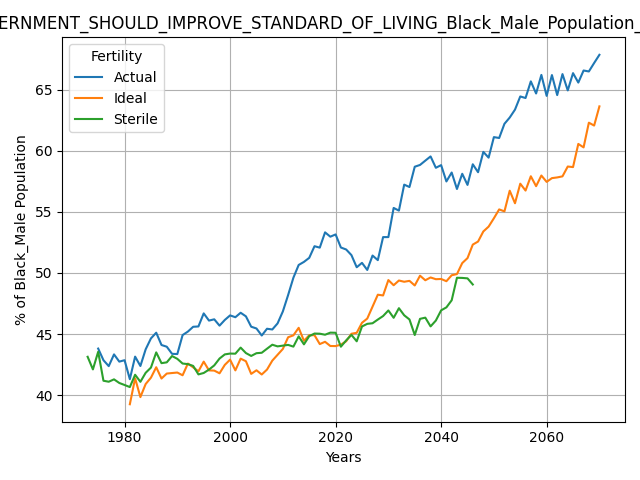 ERNMENT_SHOULD_IMPROVE_STANDARD_OF_LIVING_Black_Male_Population_
Fertility
Actual
Ideal
Sterile
% of Black_Male Population
65
60
55
50
45
40
1980
2000
2020
2040
2060
Years